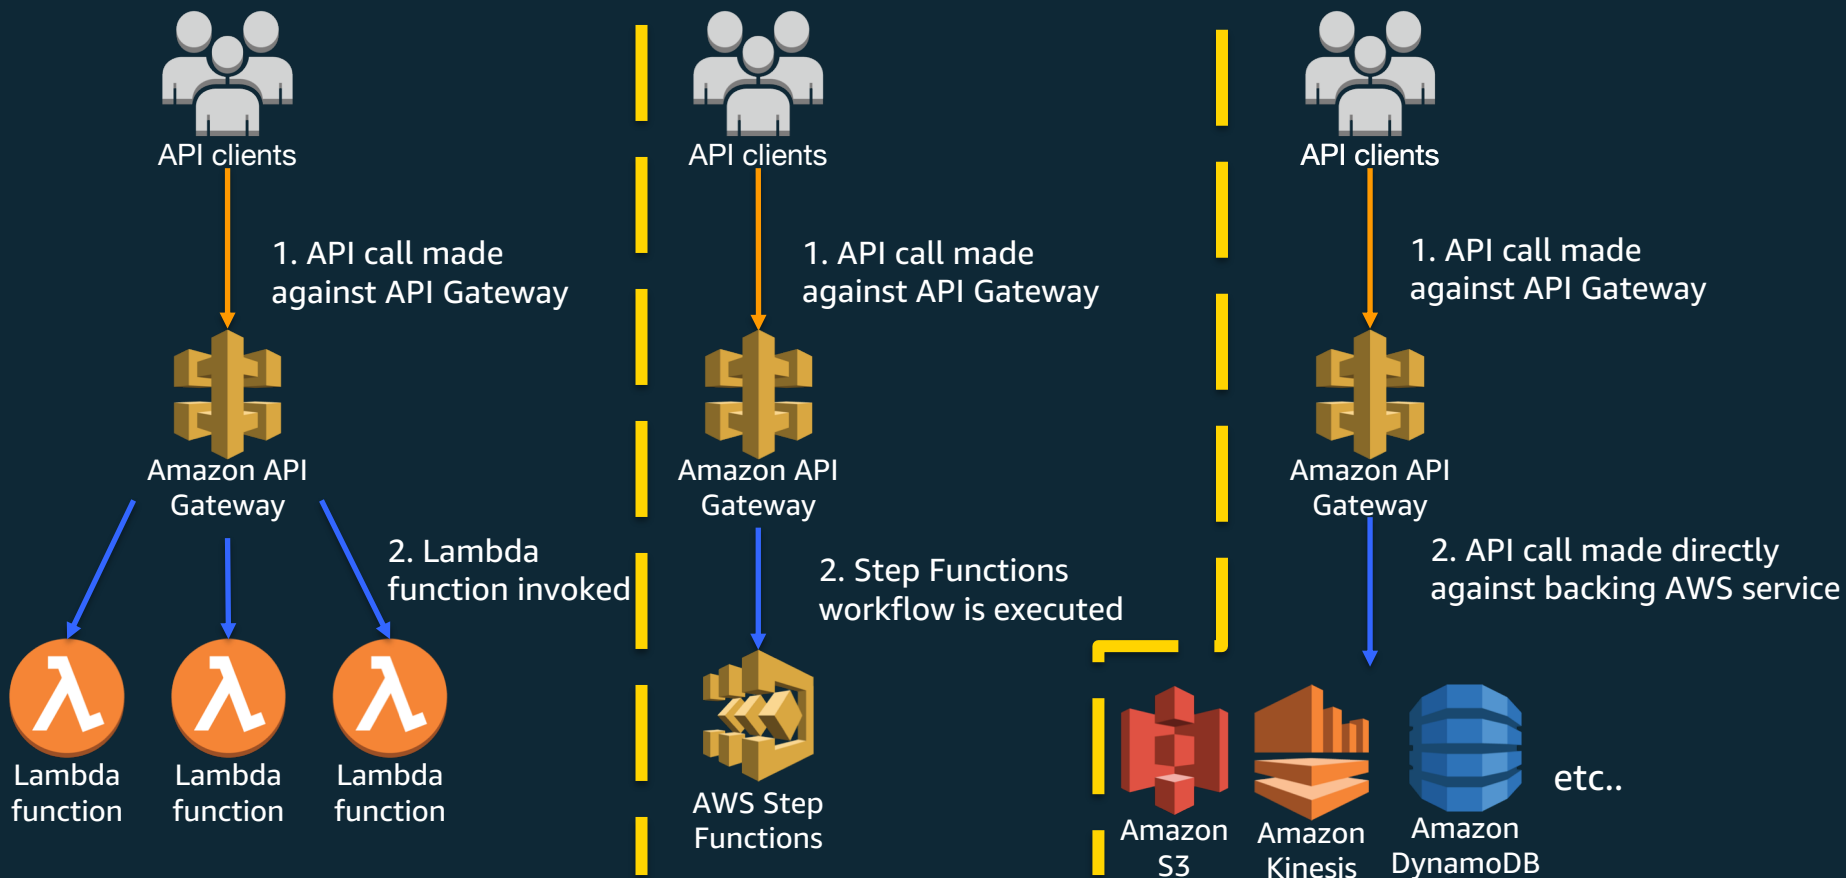 API clients
1. API call made
against API Gateway
Amazon API
Gateway
2. Lambda
function invoked
Lambda
function
Lambda
function
Lambda
function
API clients
1. API call made
against API Gateway
Amazon API
Gateway
2. Step Functions
workflow is executed
AWS Step
Functions
API clients
1. API call made
against API Gateway
Amazon API
Gateway
2. API call made directly
against backing AWS service
Amazon
S3
Amazon
Kinesis
Amazon
DynamoDB
etc..